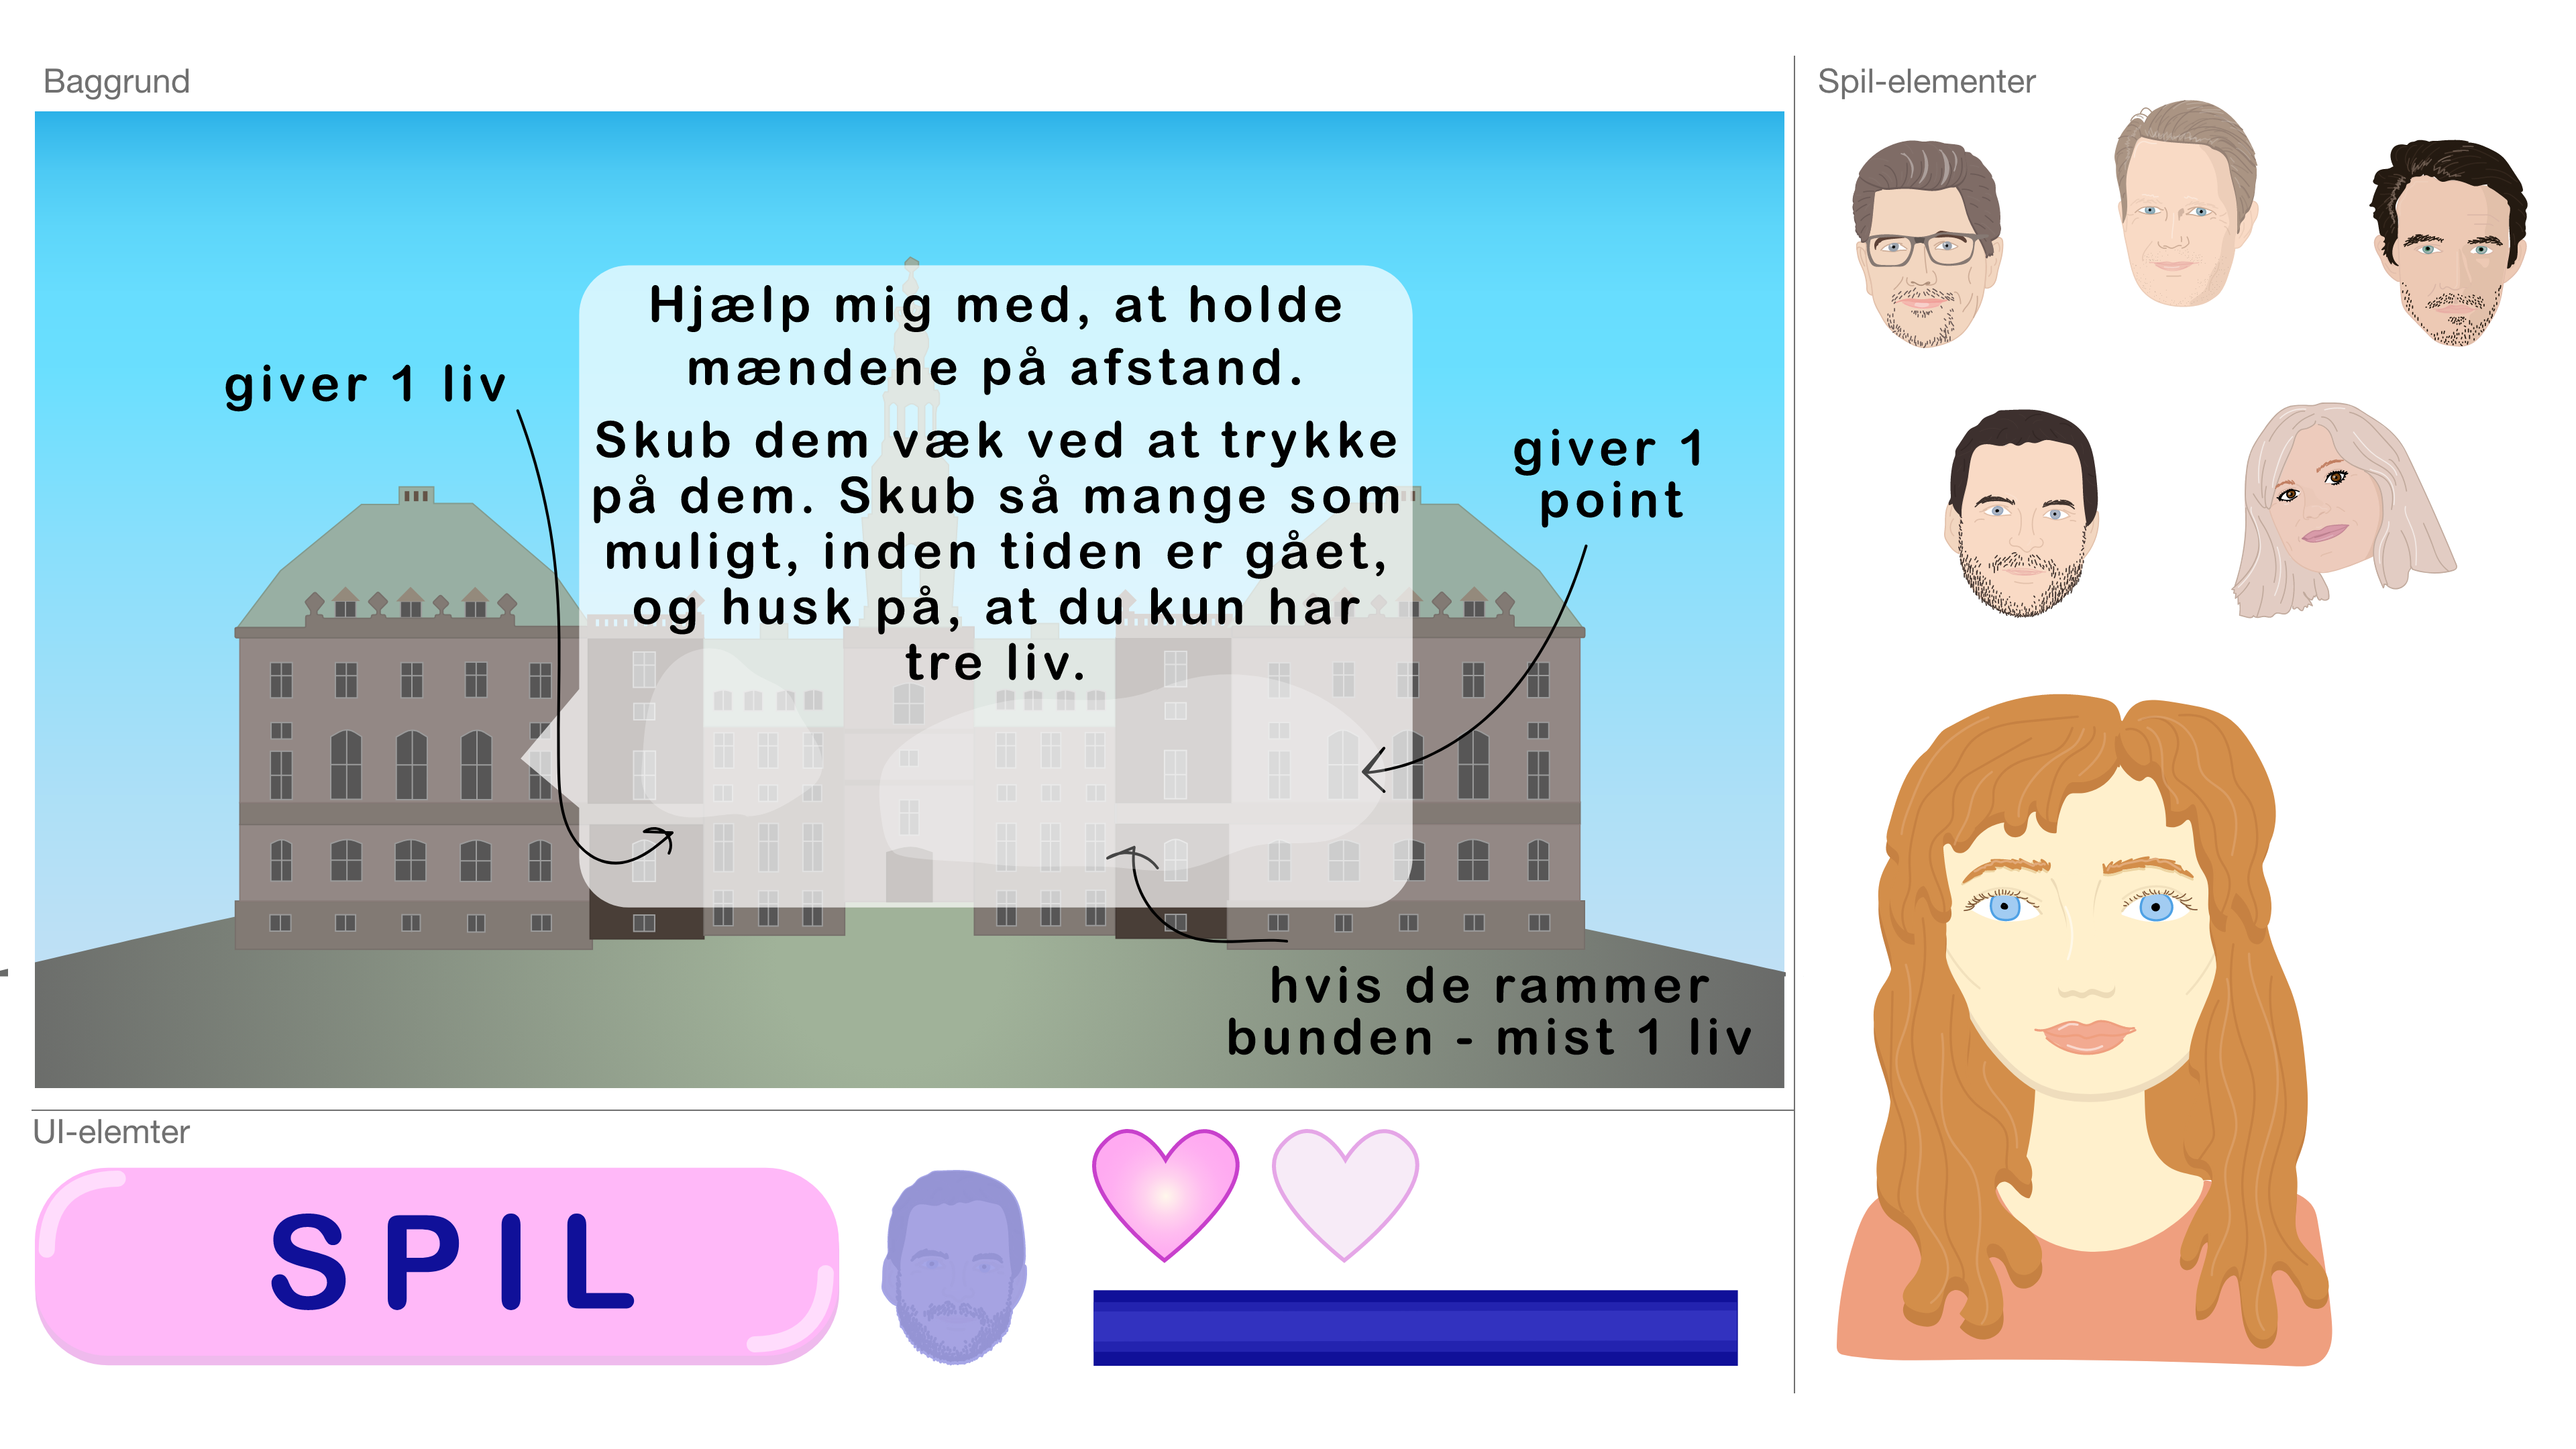 Baggrund
Spil-elementer
Hjælp mig med, at holde
mændene på afstand.
Skub dem væk ved at trykke
på dem. Skub så mange som
muligt, inden tiden er gået,
og husk på, at du kun har
tre liv.
giver 1 liv
giver 1
point
hvis de rammer
bunden - mist 1 liv
UI-elemter
SPIL